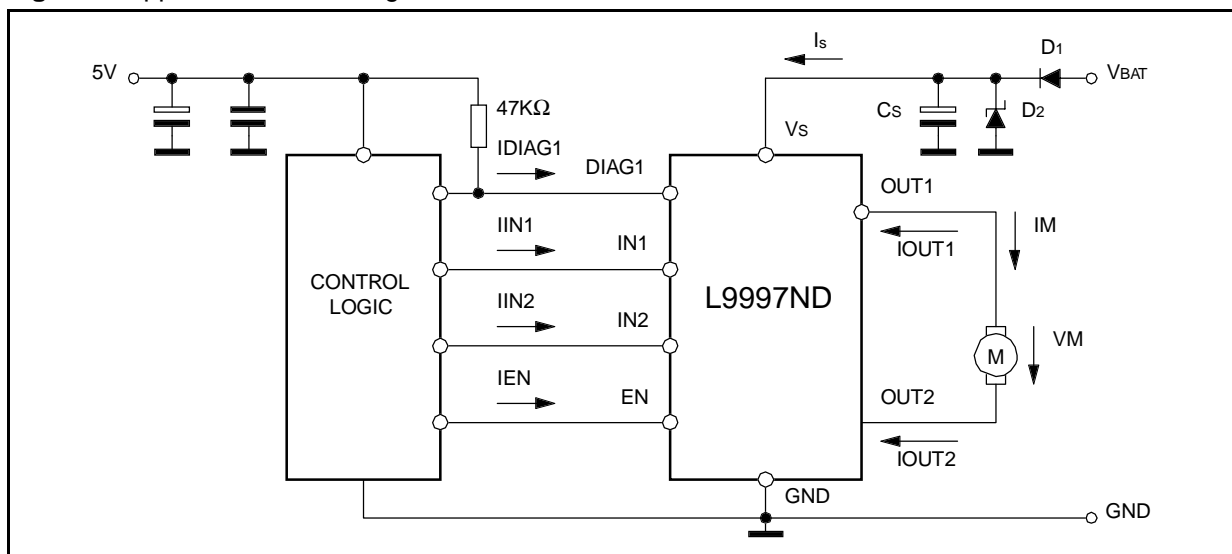 Is
D1
5V
VBAT
47KΩ
CS
D2
VS
IDIAG1
DIAG1
OUT1
IIN1
IN1
IOUT1
IM
CONTROL
LOGIC
L9997ND
IIN2
IN2
VM
M
IEN
EN
OUT2
IOUT2
GND
GND